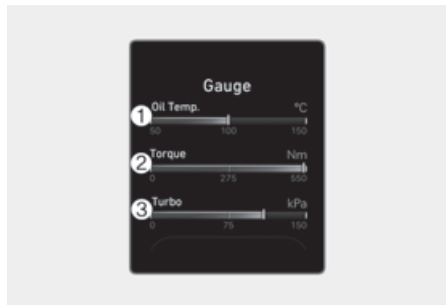 Gauge
① Oil Temp. °C
50 100 150
② Torque Nm
0 275 550
③ Turbo kPa
0 75 150